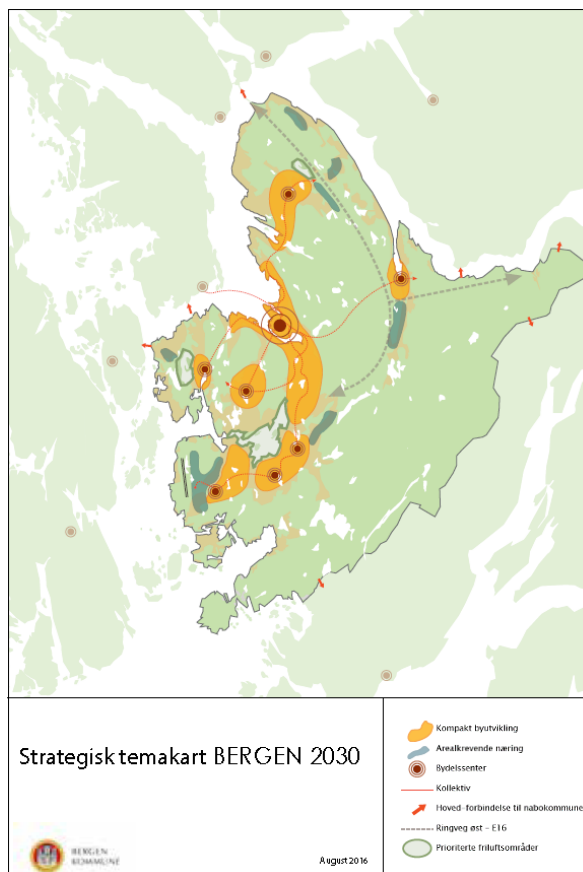 Strategisk temakart BERGEN 2030
BERGEN
KOMMUNE
August 2016
Kompakt byutvikling
Arealkrevende næring
Bydelssenter
Kollektiv
Hoved-forbindelse til nabokommune
Ringveg øst - E16
Prioriterte friluftsområder